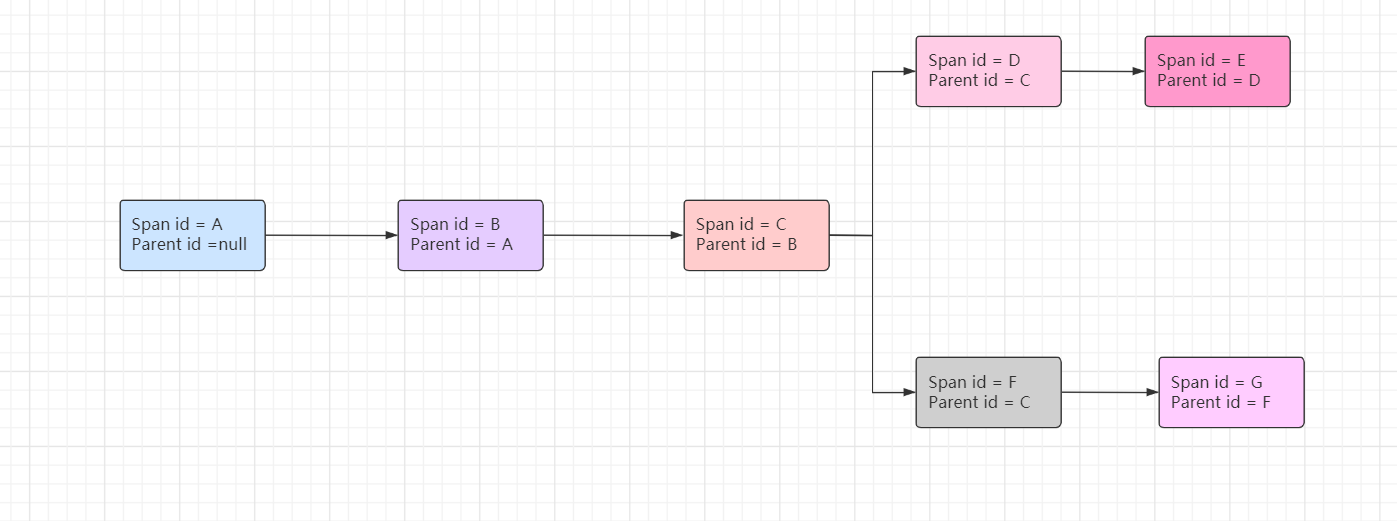 Span id = D
Parent id = C
Span id = E
Parent id = D
Span id = A
Parent id =null
Span id = B
Parent id = A
Span id = C
Parent id = B
Span id = F
Parent id = C
Span id = G
Parent id = F